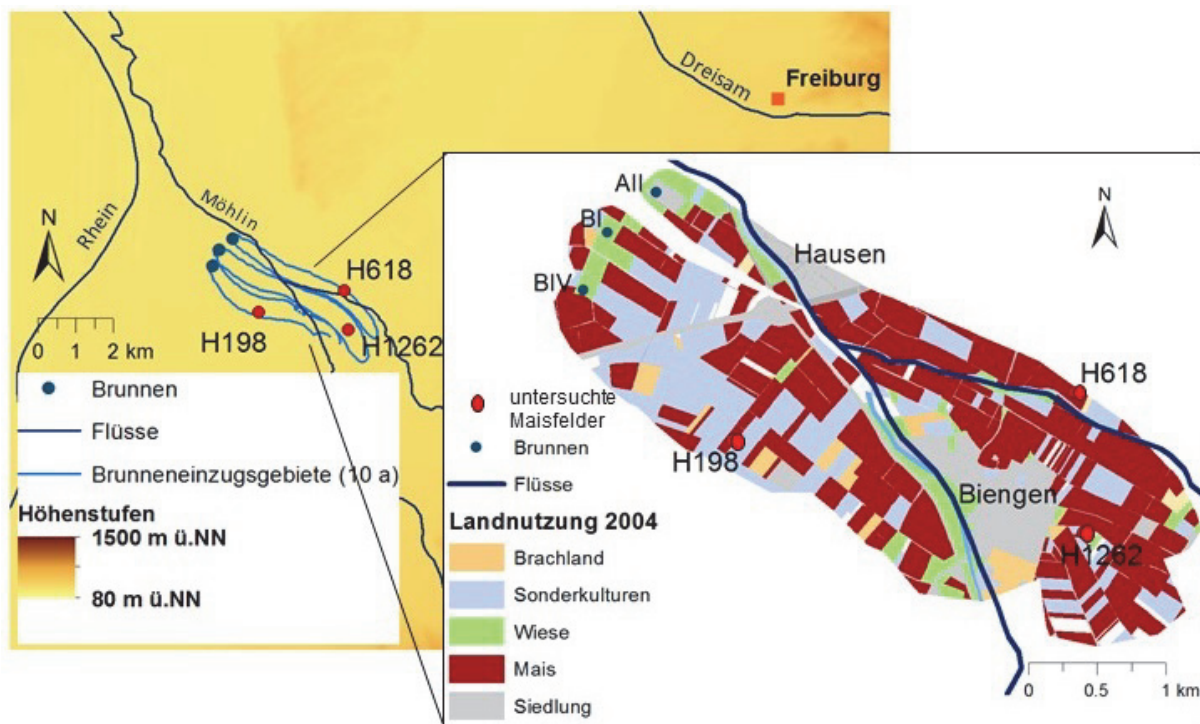 Dreisam
Freiburg
Rhein
N
Möhlin
H618
H198
H1262
0 1 2 km
Brunnen
Flüsse
Brunneneinzugsgebiete (10 a)
Höhenstufen
1500 m ü.NN
80 m ü.NN
AII
BI
BIV
Hausen
N
H618
H198
Biengen
H1262
untersuchte
Maisfelder
Brunnen
Flüsse
Landnutzung 2004
Brachland
Sonderkulturen
Wiese
Mais
Siedlung
0 0.5 1 km